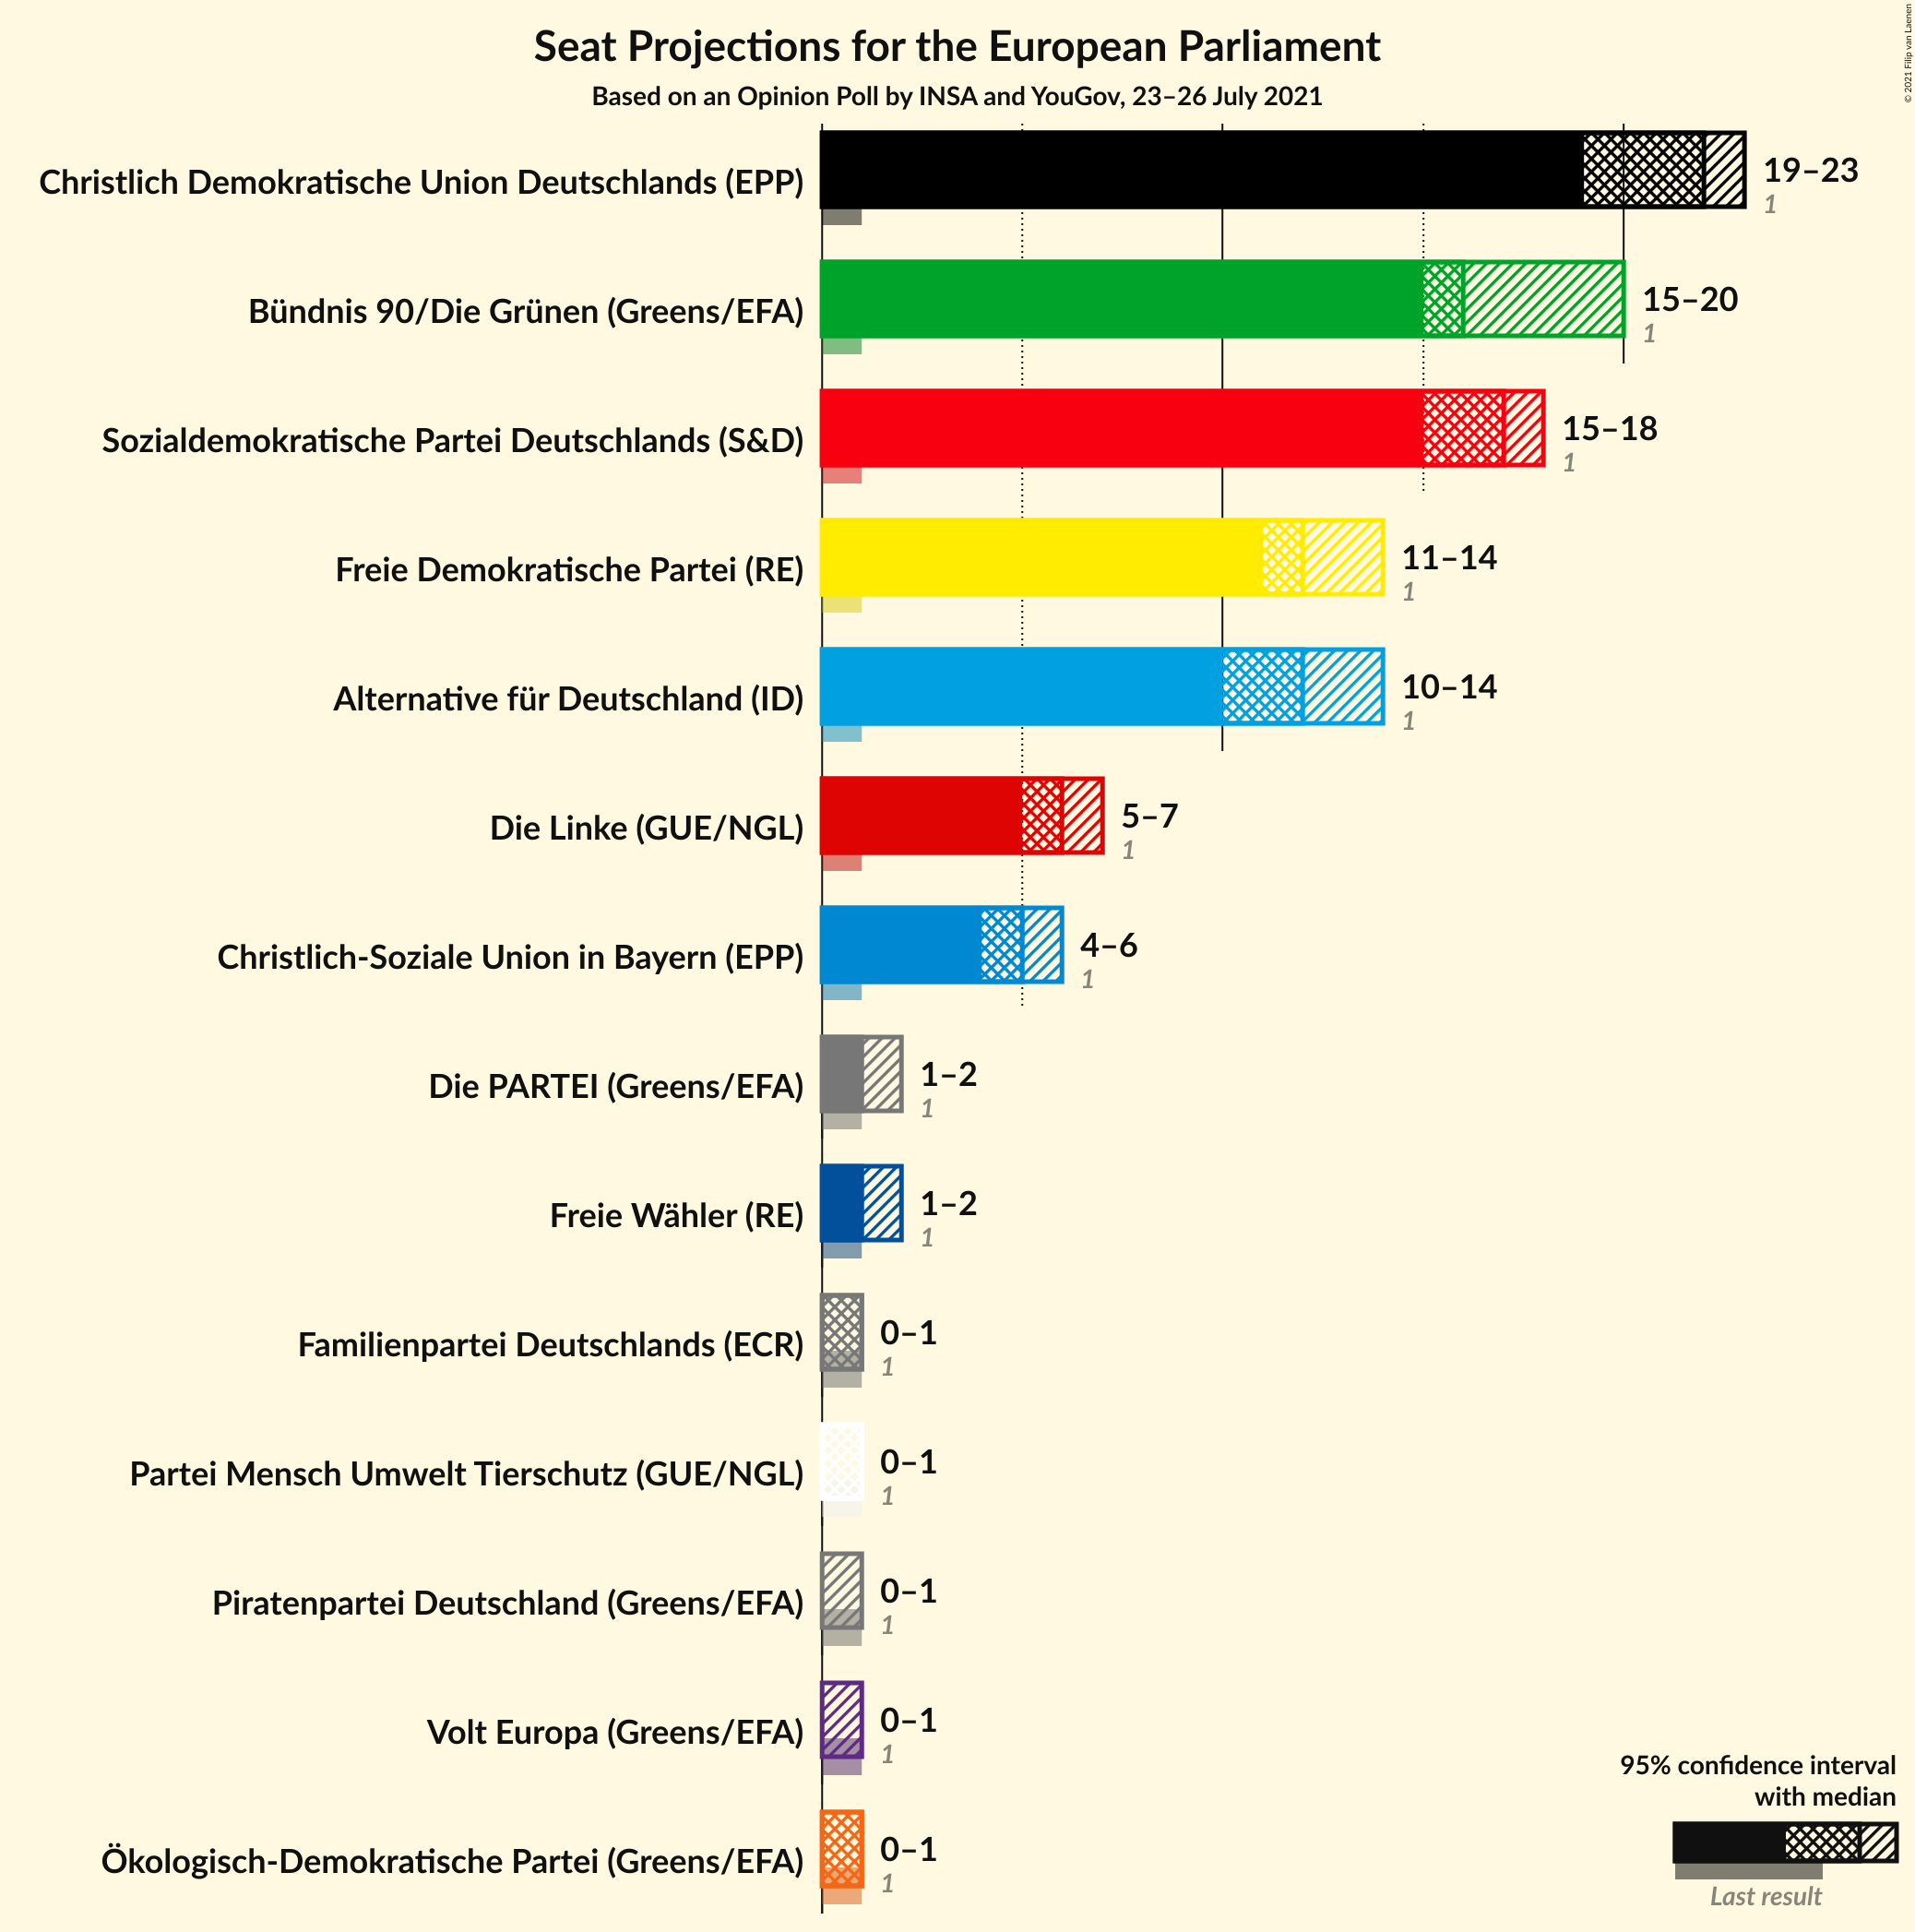 Seat Projections for the European Parliament
Based on an Opinion Poll by INSA and YouGov, 23–26 July 2021
© 2021 Filip van Laenen
Christlich Demokratische Union Deutschlands (EPP)
19–23
1
Bündnis 90/Die Grünen (Greens/EFA)
15–20
1
Sozialdemokratische Partei Deutschlands (S&D)
15–18
1
Freie Demokratische Partei (RE)
11–14
1
Alternative für Deutschland (ID)
10–14
1
Die Linke (GUE/NGL)
5–7
1
Christlich-Soziale Union in Bayern (EPP)
4–6
1
Die PARTEI (Greens/EFA)
1–2
1
Freie Wähler (RE)
1–2
1
Familienpartei Deutschlands (ECR)
0–1
1
Partei Mensch Umwelt Tierschutz (GUE/NGL)
0–1
1
Piratenpartei Deutschland (Greens/EFA)
0–1
1
Volt Europa (Greens/EFA)
0–1
1
Ökologisch-Demokratische Partei (Greens/EFA)
0–1
1
95% confidence interval
with median
Last result